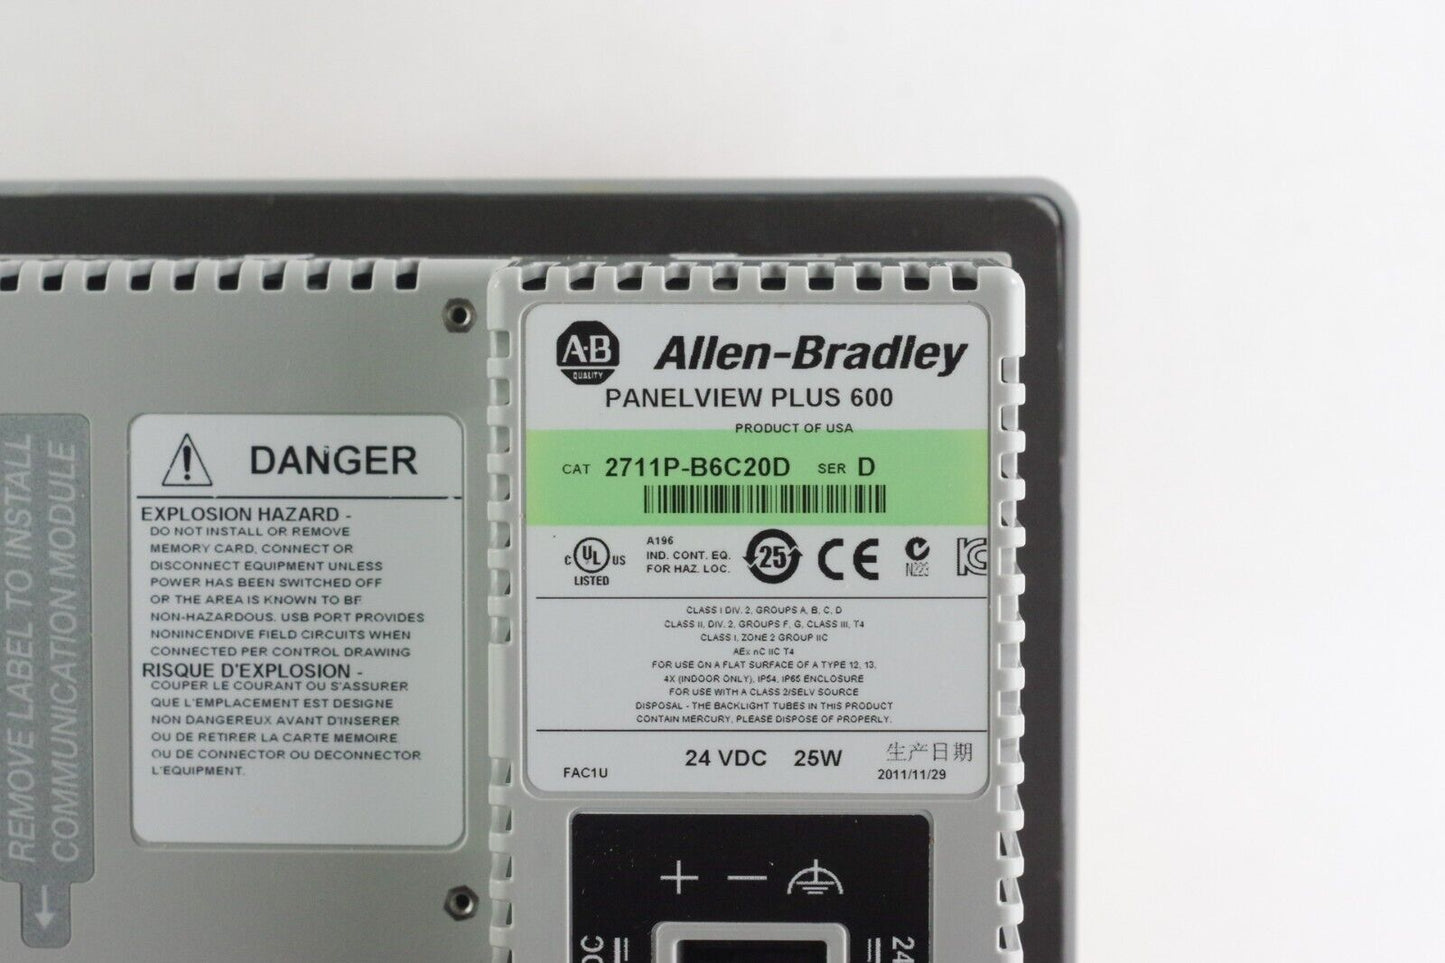 REMOVE LABEL TO INSTALL
COMMUNICATION MODULE
DANGER
EXPLOSION HAZARD -
DO NOT INSTALL OR REMOVE
MEMORY CARD, CONNECT OR
DISCONNECT EQUIPMENT UNLESS
POWER HAS BEEN SWITCHED OFF
OR THE AREA IS KNOWN TO BE
NON-HAZARDOUS. USB PORT PROVIDES
NONINCENDIVE FIELD CIRCUITS WHEN
CONNECTED PER CONTROL DRAWING
RISQUE D'EXPLOSION -
COUPER LE COURANT OU S'ASSURER
QUE L'EMPLACEMENT EST DESIGNE
NON DANGEREUX AVANT D'INSERER
OU DE RETIRER LA CARTE MEMOIRE
OU DE CONNECTOR OU DECONNECTOR
L'EQUIPMENT.
A-B
QUALITY
Allen-Bradley
PANELVIEW PLUS 600
PRODUCT OF USA
CAT 2711P-B6C20D SER D
C UL US
LISTED
A196
IND. CONT. EQ.
FOR HAZ. LOC.
25
CE
N223
CLASS I DIV. 2, GROUPS A, B, C, D
CLASS II, DIV. 2, GROUPS F, G, CLASS III, T4
CLASS I, ZONE 2 GROUP IIC
AEx nC IIC T4
FOR USE ON A FLAT SURFACE OF A TYPE 12, 13,
4X (INDOOR ONLY), IP54, IP65 ENCLOSURE
FOR USE WITH A CLASS 2/SELV SOURCE
DISPOSAL - THE BACKLIGHT TUBES IN THIS PRODUCT
CONTAIN MERCURY. PLEASE DISPOSE OF PROPERLY.
24 VDC 25W 生产日期
FAC1U 2011/11/29
+ −
DC
24